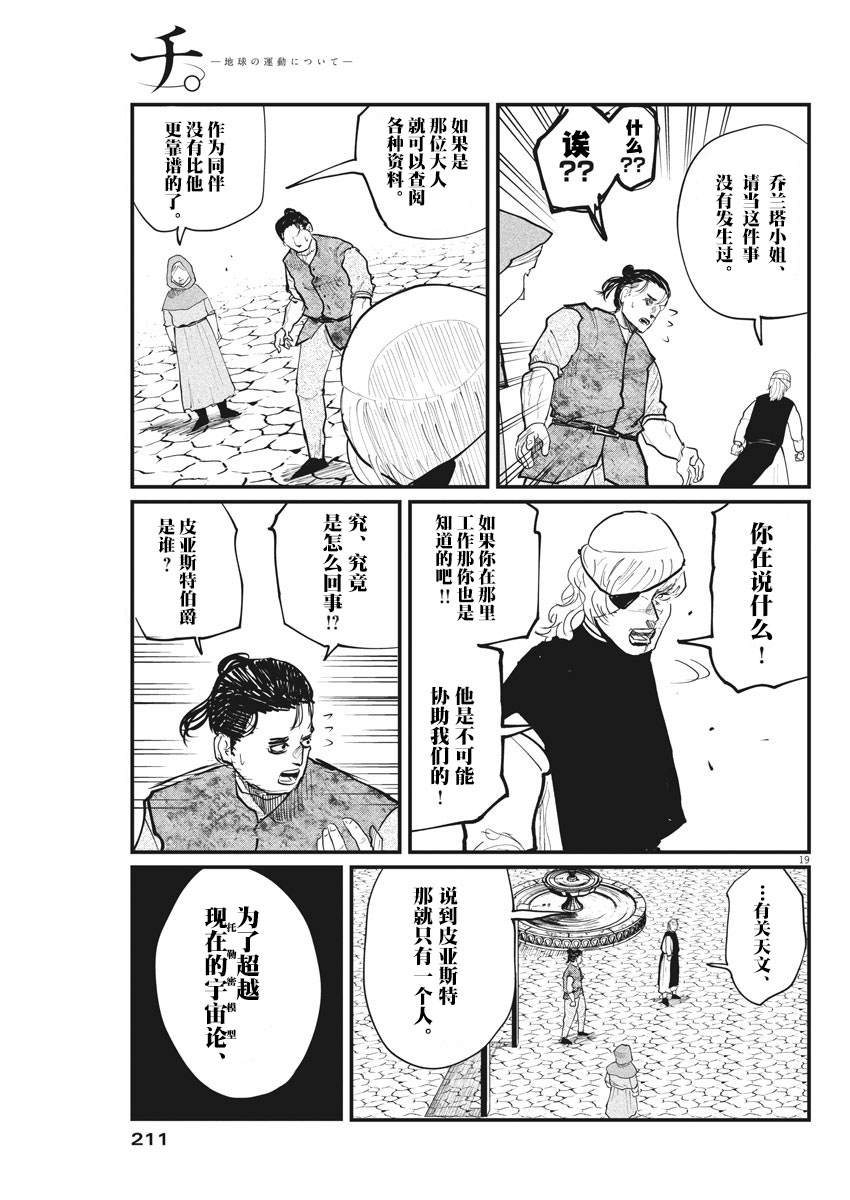 チ。
―地球の運動について―
乔兰塔小姐、
请当这件事
没有发生过。
什么
??
诶
??
如果是
那位大人
就可以查阅
各种资料。
作为同伴
没有比他
更靠谱的了。
你在说什么！
如果你在那里
工作那你也是
知道的吧!!
他是不可能
协助我们的！
究、究竟
是怎么回事!?
皮亚斯特伯爵
是谁？
19
…有关天文、
说到皮亚斯特
那就只有一个人。
为了超越
现在的宇宙论、
托勒密模型
211